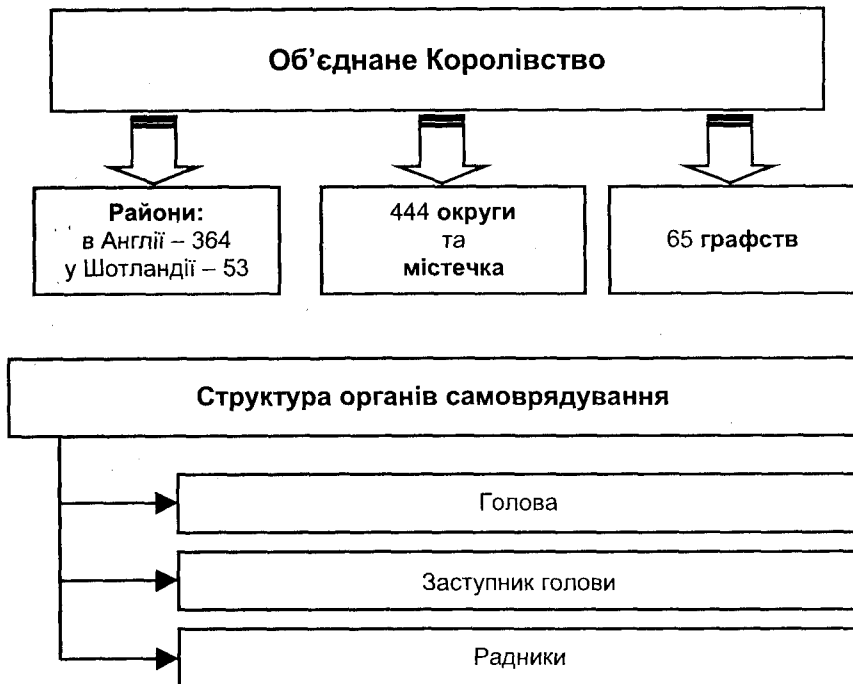 Об’єднане Королівство
Райони:
в Англії – 364
у Шотландії – 53
444 округи
та
містечка
65 графств
Структура органів самоврядування
Голова
Заступник голови
Радники